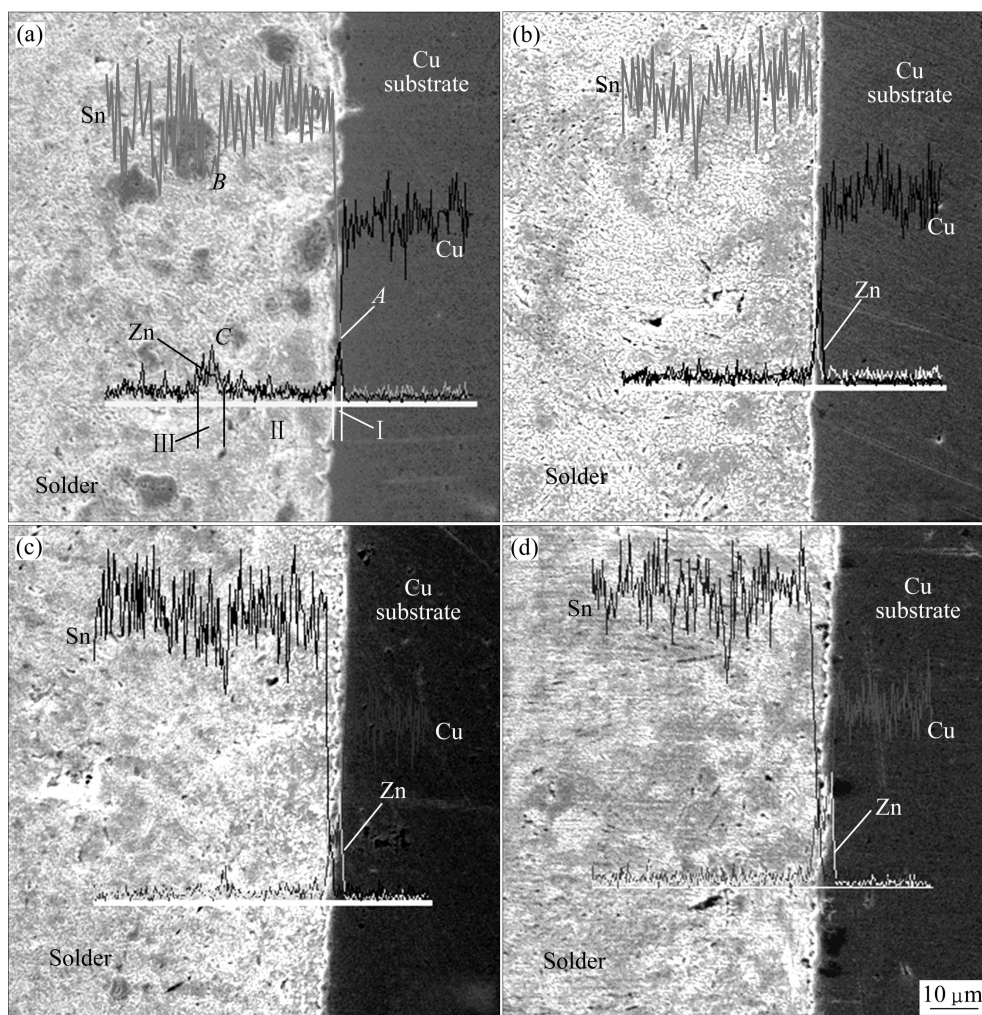 (a)
Cu
substrate
Sn
B
Cu
A
Zn
C
III
II
I
Solder
(b)
Cu
substrate
Sn
Cu
Zn
Solder
(c)
Cu
substrate
Sn
Cu
Zn
Solder
(d)
Cu
substrate
Sn
Cu
Zn
Solder
10 μm